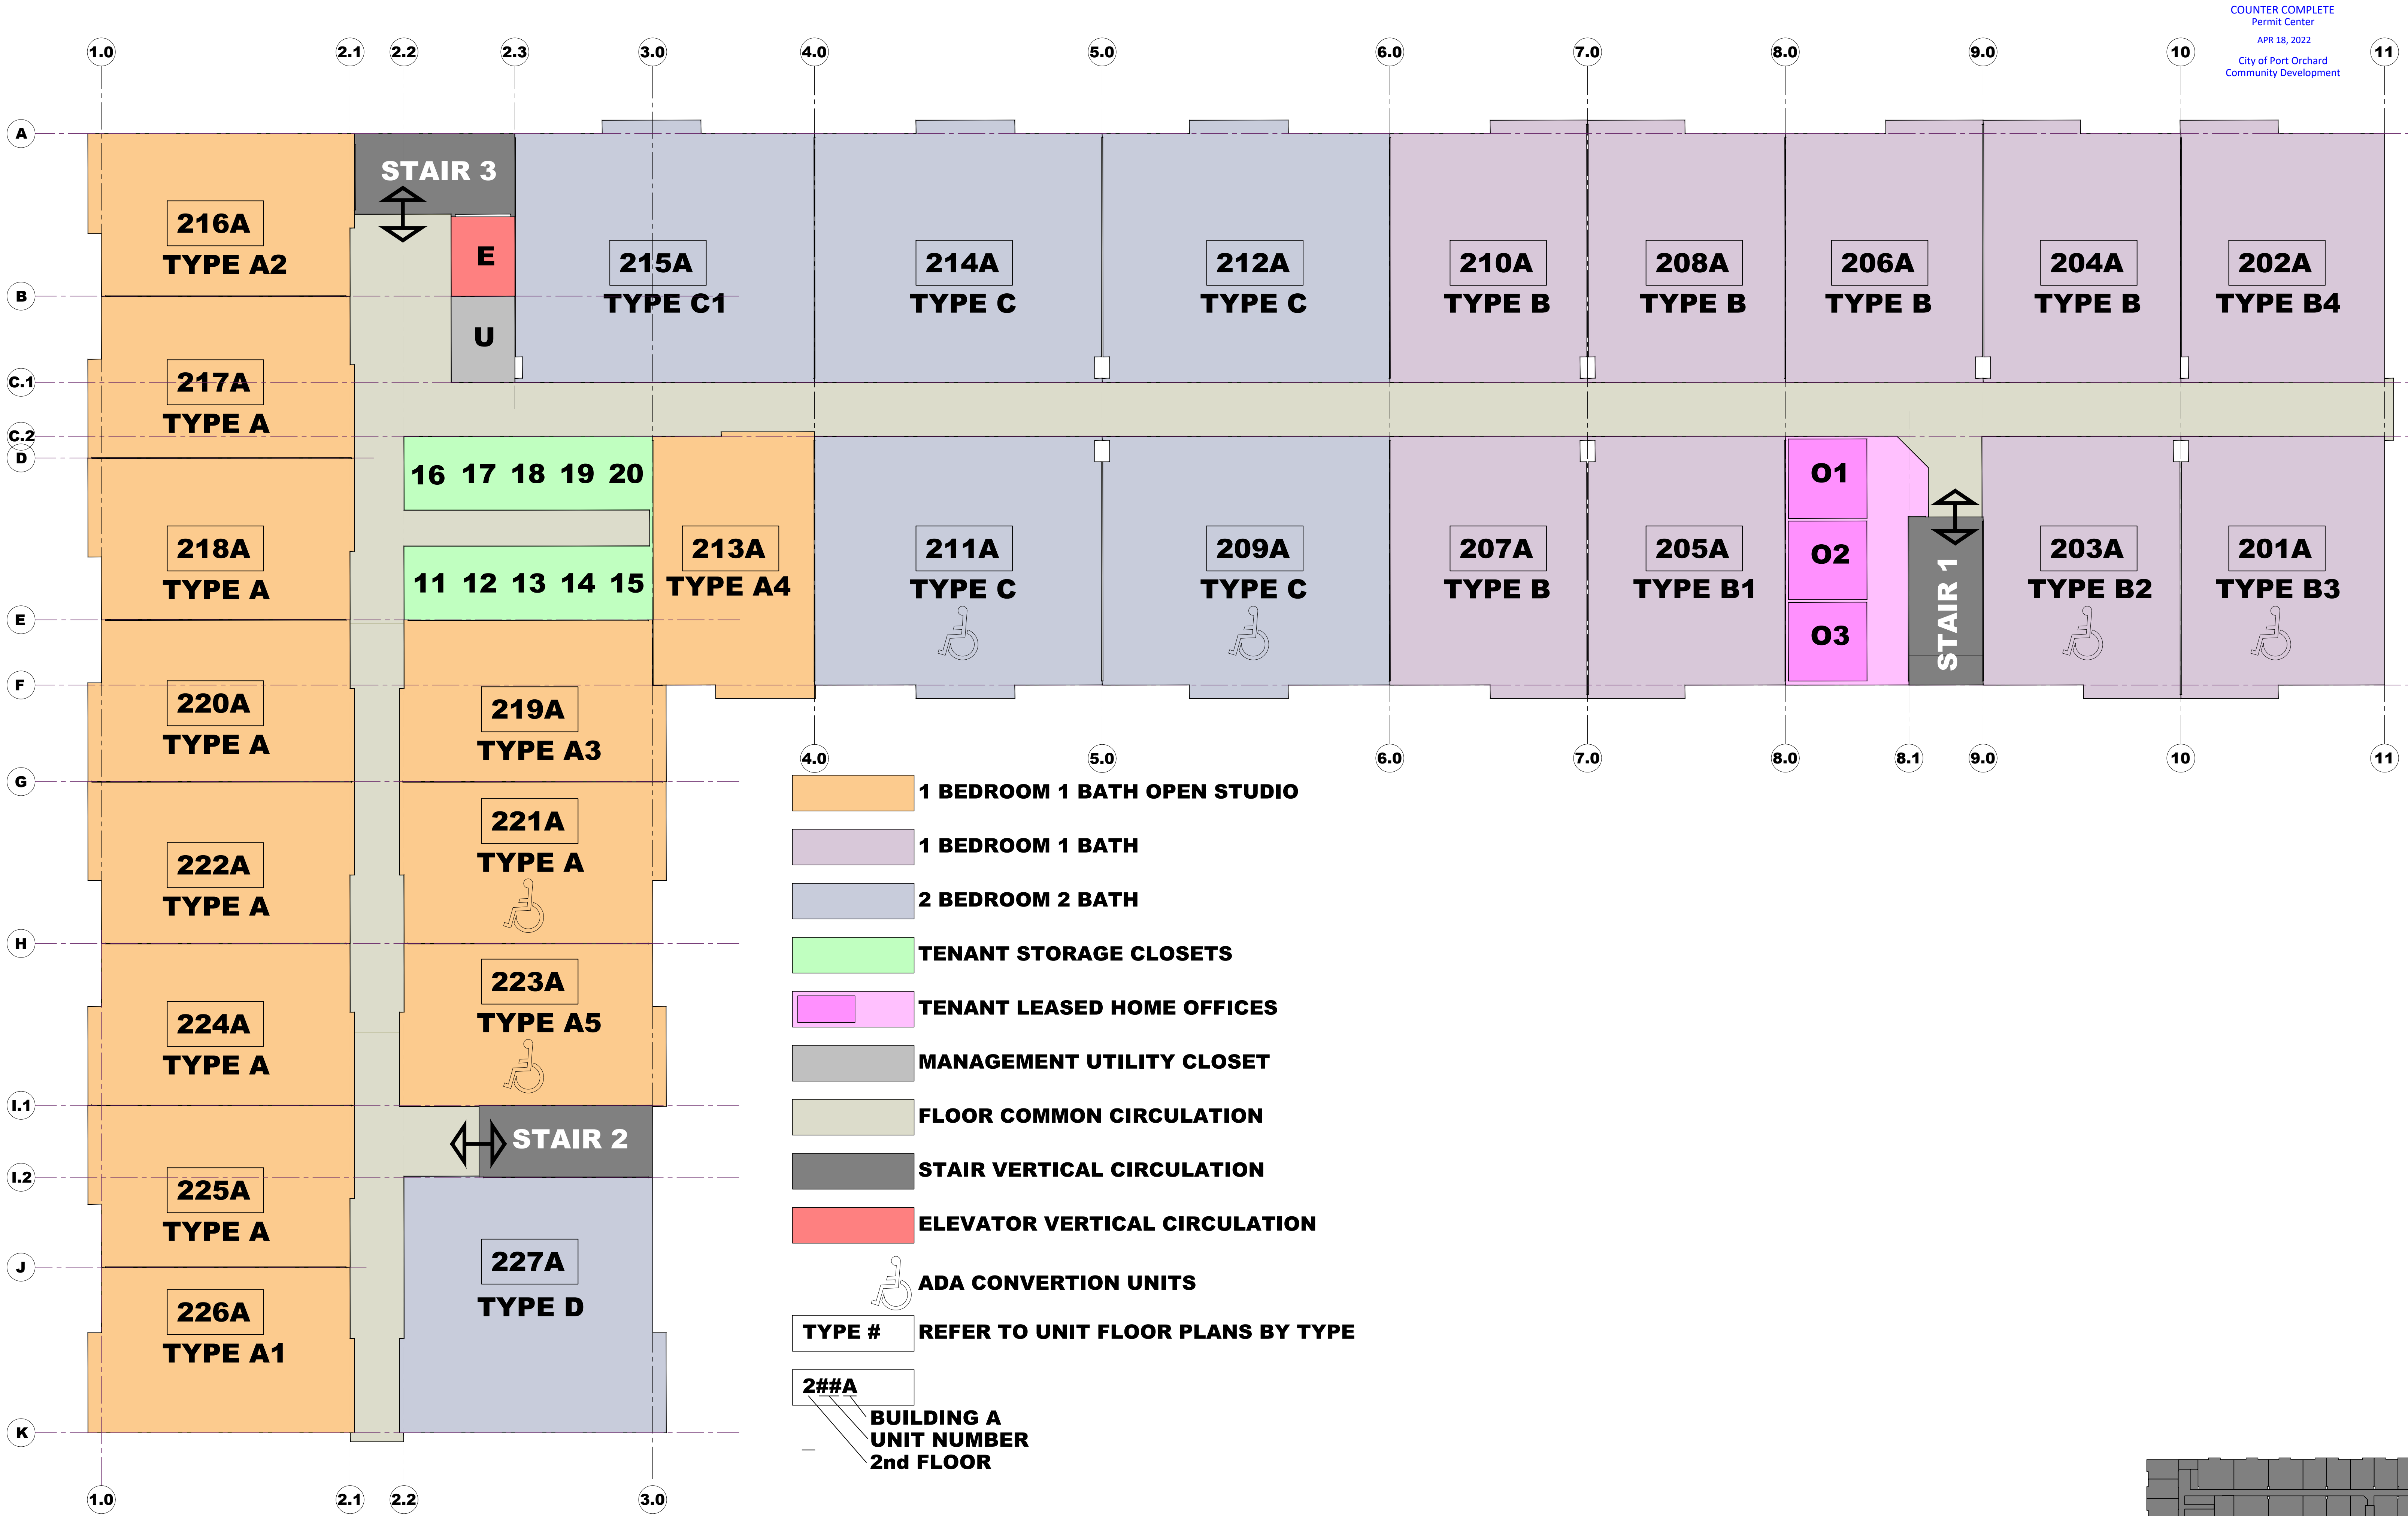 COUNTER COMPLETE
Permit Center
APR 18, 2022
City of Port Orchard
Community Development
1.0 2.1 2.2 2.3 3.0 4.0 5.0 6.0 7.0 8.0 9.0 10 11
A
STAIR 3
216A
TYPE A2
E
215A
TYPE C1
214A
TYPE C
212A
TYPE C
210A
TYPE B
208A
TYPE B
206A
TYPE B
204A
TYPE B
202A
TYPE B4
B
U
217A
TYPE A
C.1
C.2
D
16 17 18 19 20
11 12 13 14 15
218A
TYPE A
213A
TYPE A4
211A
TYPE C
209A
TYPE C
207A
TYPE B
205A
TYPE B1
O1
O2
O3
STAIR 1
203A
TYPE B2
201A
TYPE B3
E
F
220A
TYPE A
219A
TYPE A3
4.0 5.0 6.0 7.0 8.0 8.1 9.0 10 11
G
222A
TYPE A
221A
TYPE A
H
224A
TYPE A
223A
TYPE A5
I.1
STAIR 2
I.2
225A
TYPE A
227A
TYPE D
J
226A
TYPE A1
K
1.0 2.1 2.2 3.0
1 BEDROOM 1 BATH OPEN STUDIO
1 BEDROOM 1 BATH
2 BEDROOM 2 BATH
TENANT STORAGE CLOSETS
TENANT LEASED HOME OFFICES
MANAGEMENT UTILITY CLOSET
FLOOR COMMON CIRCULATION
STAIR VERTICAL CIRCULATION
ELEVATOR VERTICAL CIRCULATION
ADA CONVERTION UNITS
TYPE # REFER TO UNIT FLOOR PLANS BY TYPE
2##A
BUILDING A
UNIT NUMBER
2nd FLOOR